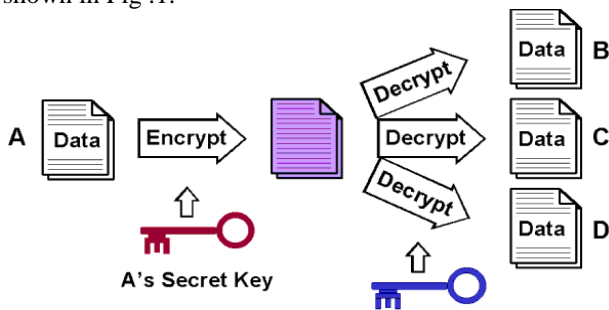 shown in Fig .1.
Data B
Decrypt
A Data Encrypt Decrypt Data C
Decrypt
Data D
A's Secret Key